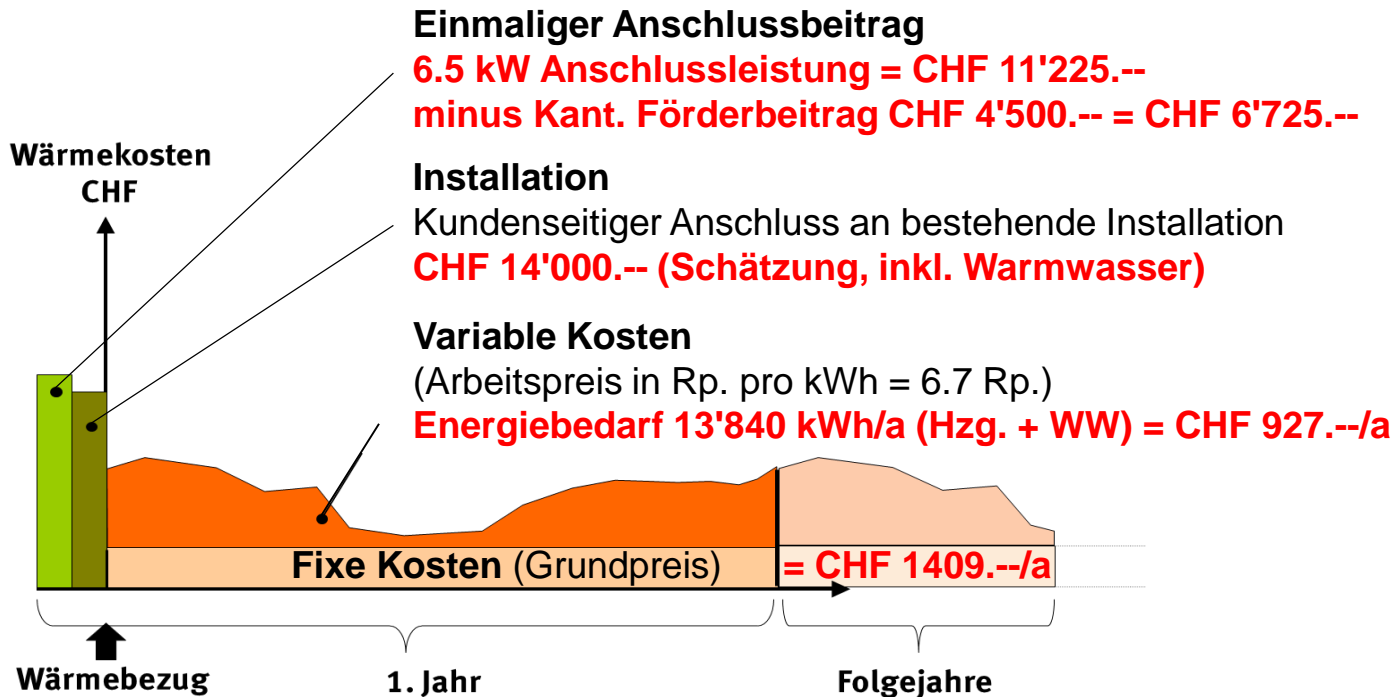 Einmaliger Anschlussbeitrag
6.5 kW Anschlussleistung = CHF 11'225.--
minus Kant. Förderbeitrag CHF 4'500.-- = CHF 6'725.--
Wärmekosten
CHF
Installation
Kundenseitiger Anschluss an bestehende Installation
CHF 14'000.-- (Schätzung, inkl. Warmwasser)
Variable Kosten
(Arbeitspreis in Rp. pro kWh = 6.7 Rp.)
Energiebedarf 13'840 kWh/a (Hzg. + WW) = CHF 927.--/a
Fixe Kosten (Grundpreis) = CHF 1409.--/a
Wärmebezug 1. Jahr Folgejahre